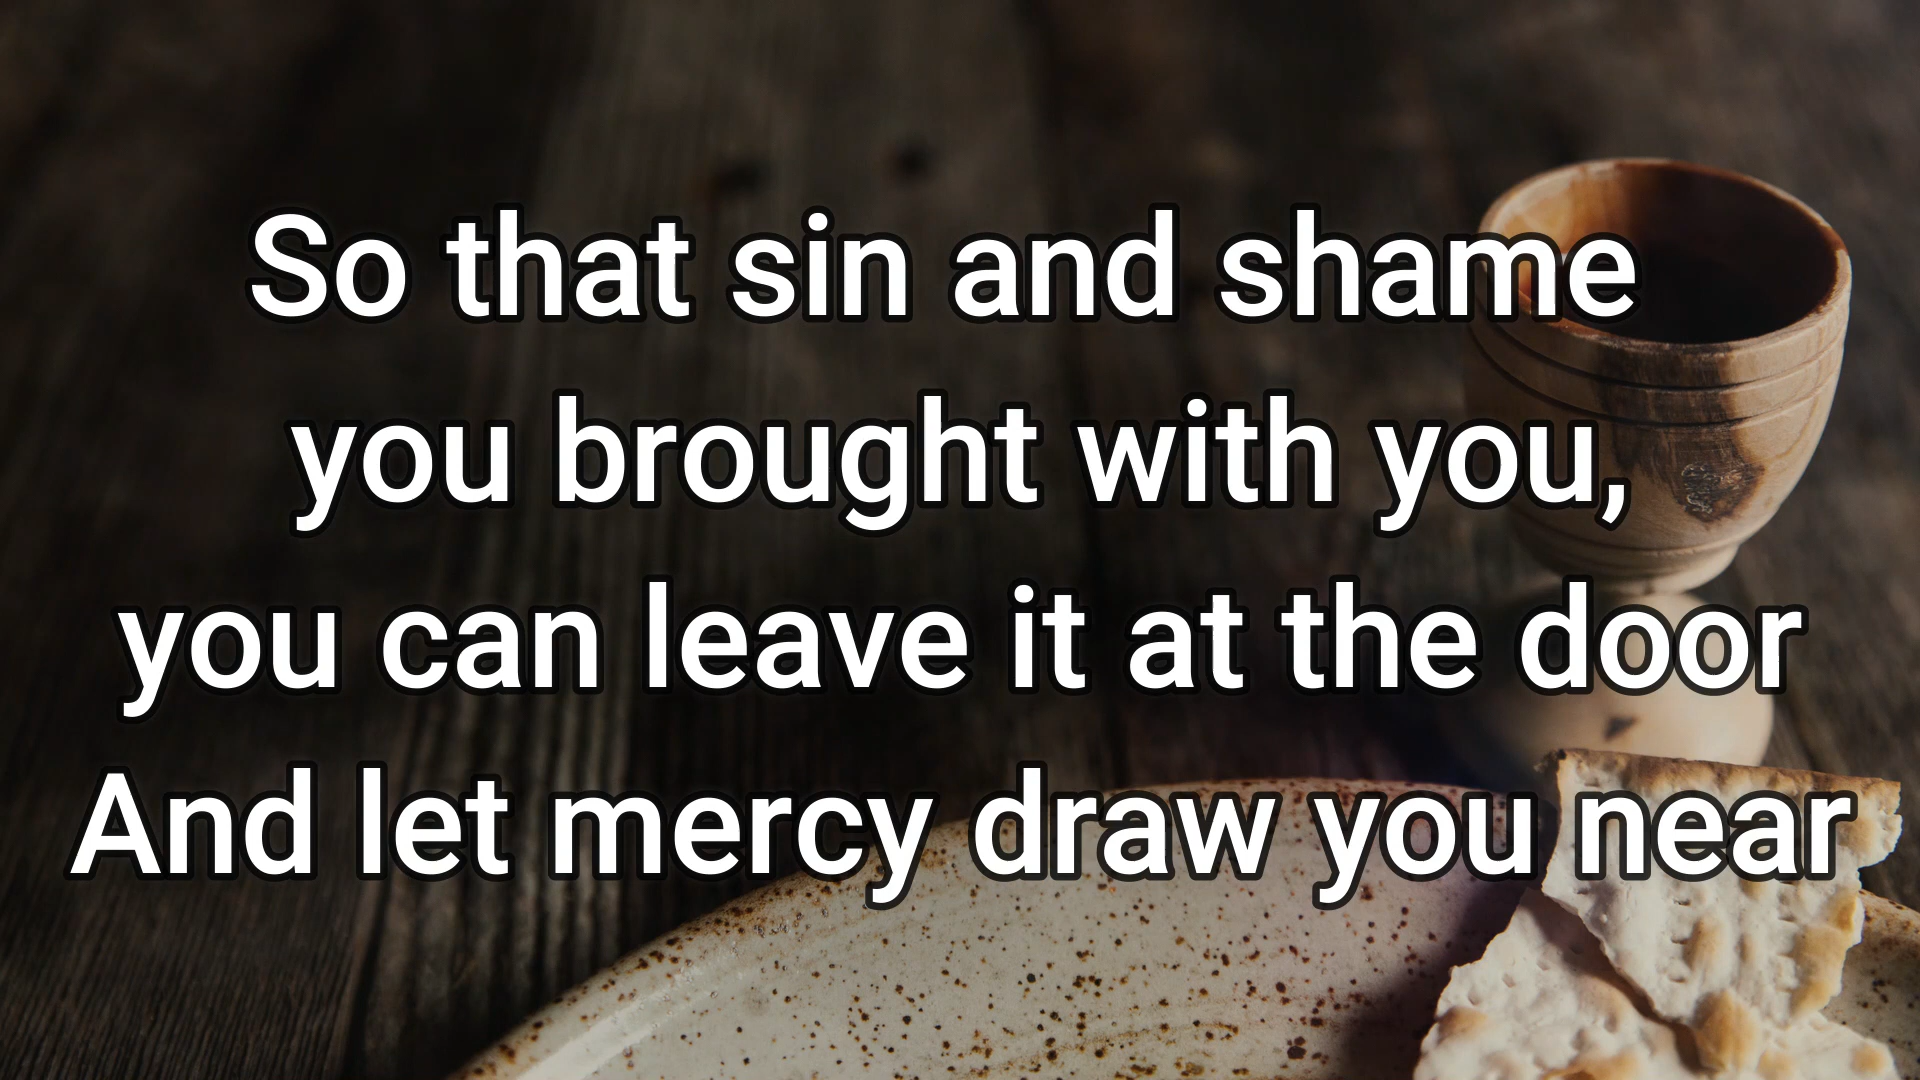 So that sin and shame
you brought with you,
you can leave it at the door
And let mercy draw you near